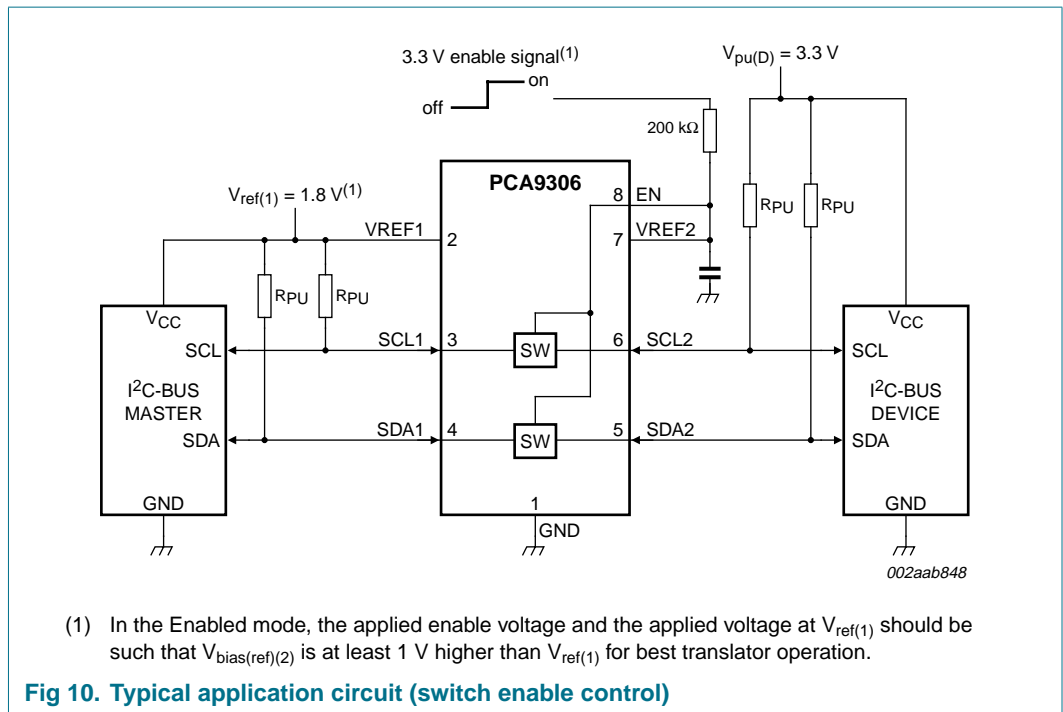 3.3 V enable signal(1)
off
on
Vpu(D) = 3.3 V
200 kΩ
PCA9306
Vref(1) = 1.8 V(1)
VREF1
2
8
EN
7
VREF2
RPU
RPU
RPU
RPU
VCC
SCL
I2C-BUS
MASTER
SDA
GND
SCL1
3
SW
6
SCL2
SDA1
4
SW
5
SDA2
1
GND
VCC
SCL
I2C-BUS
DEVICE
SDA
GND
002aab848
(1) In the Enabled mode, the applied enable voltage and the applied voltage at Vref(1) should be
such that Vbias(ref)(2) is at least 1 V higher than Vref(1) for best translator operation.
Fig 10. Typical application circuit (switch enable control)